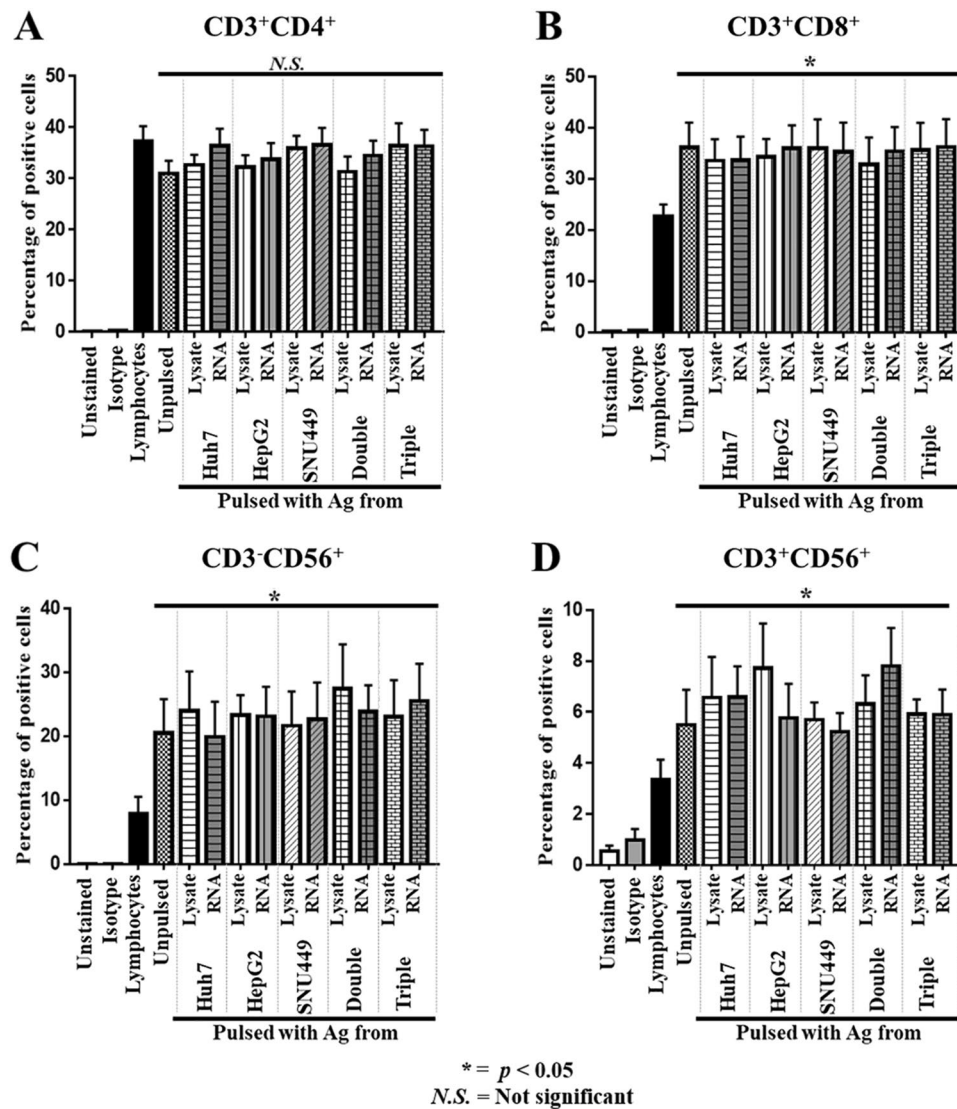 A
CD3⁺CD4⁺
N.S.
Percentage of positive cells
50
40
30
20
10
0
Unstained
Isotype
Lymphocytes
Unpulsed
Lysate
RNA
Lysate
RNA
Lysate
RNA
Lysate
RNA
Lysate
RNA
Huh7
HepG2
SNU449
Double
Triple
Pulsed with Ag from
B
CD3⁺CD8⁺
*
Percentage of positive cells
50
40
30
20
10
0
Unstained
Isotype
Lymphocytes
Unpulsed
Lysate
RNA
Lysate
RNA
Lysate
RNA
Lysate
RNA
Lysate
RNA
Huh7
HepG2
SNU449
Double
Triple
Pulsed with Ag from
C
CD3⁻CD56⁺
*
Percentage of positive cells
40
30
20
10
0
Unstained
Isotype
Lymphocytes
Unpulsed
Lysate
RNA
Lysate
RNA
Lysate
RNA
Lysate
RNA
Lysate
RNA
Huh7
HepG2
SNU449
Double
Triple
Pulsed with Ag from
D
CD3⁺CD56⁺
*
Percentage of positive cells
10
8
6
4
2
0
Unstained
Isotype
Lymphocytes
Unpulsed
Lysate
RNA
Lysate
RNA
Lysate
RNA
Lysate
RNA
Lysate
RNA
Huh7
HepG2
SNU449
Double
Triple
Pulsed with Ag from
* = p < 0.05
N.S. = Not significant